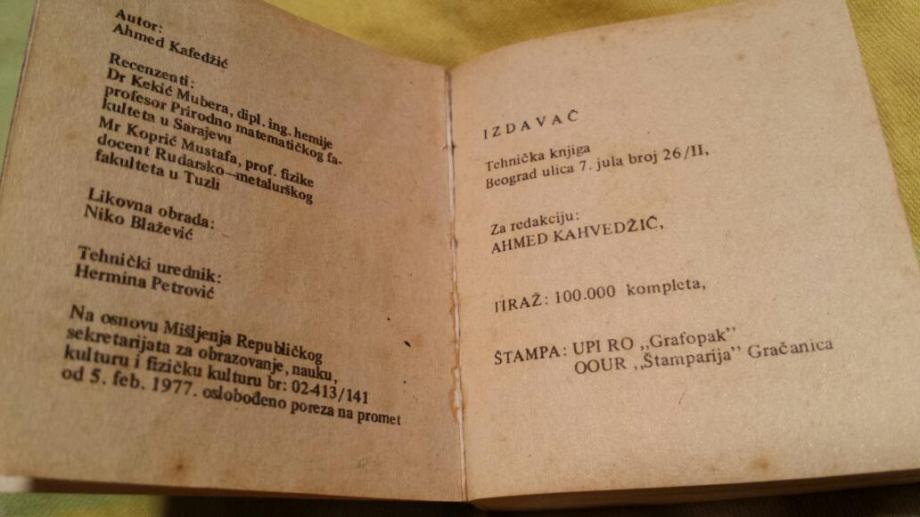 Autor:
Ahmed Kafedžić
Recenzenti:
Dr Kekić Mubera, dipl. ing. hemije
profesor Prirodno matematičkog fa-
kulteta u Sarajevu
Mr Koprić Mustafa, prof. fizike
docent Rudarsko—metalurškog
fakulteta u Tuzli
Likovna obrada:
Niko Blažević
Tehnički urednik:
Hermina Petrović
Na osnovu Mišljenja Republičkog
sekretarijata za obrazovanje, nauku,
kulturu i fizičku kulturu br: 02-413/141
od 5. feb. 1977. oslobođeno poreza na promet
IZDAVAČ
Tehnička knjiga
Beograd ulica 7. jula broj 26/II,
Za redakciju:
AHMED KAHVEDŽIĆ,
TIRAŽ: 100.000 kompleta,
ŠTAMPA: UPI RO „Grafopak”
OOUR „Štamparija” Gračanica